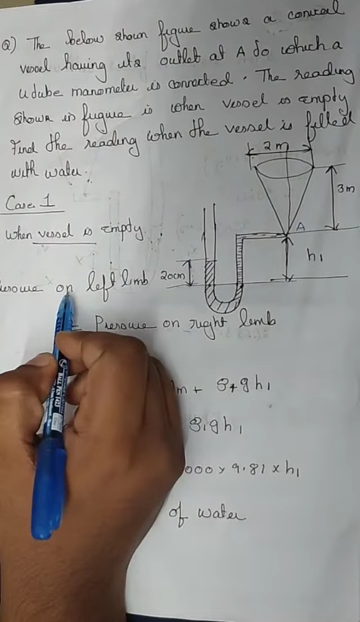 Q) The below shown figure shows a conical
vessel having its outlet at A to which a
U tube manometer is connected. The reading
shown in fugure is when vessel is empty
Find the reading when the vessel is filled
with water.
2m
Case 1
3m
when vessel is empty
A
h1
on left limb
20cm
= Pressure on right limb
m + S1gh1
S1gh1
000 x 9.81 x h1
of water